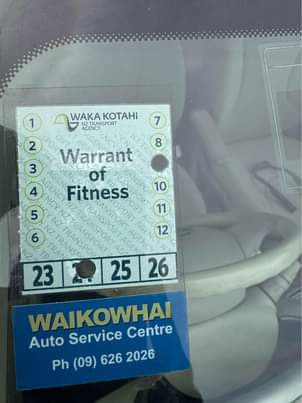 WAKA KOTAHI
NZ TRANSPORT
AGENCY
1
2
3
4
5
6
7
8
10
11
12
Warrant
of
Fitness
23
25
26
WAIKOWHAI
Auto Service Centre
Ph (09) 626 2026